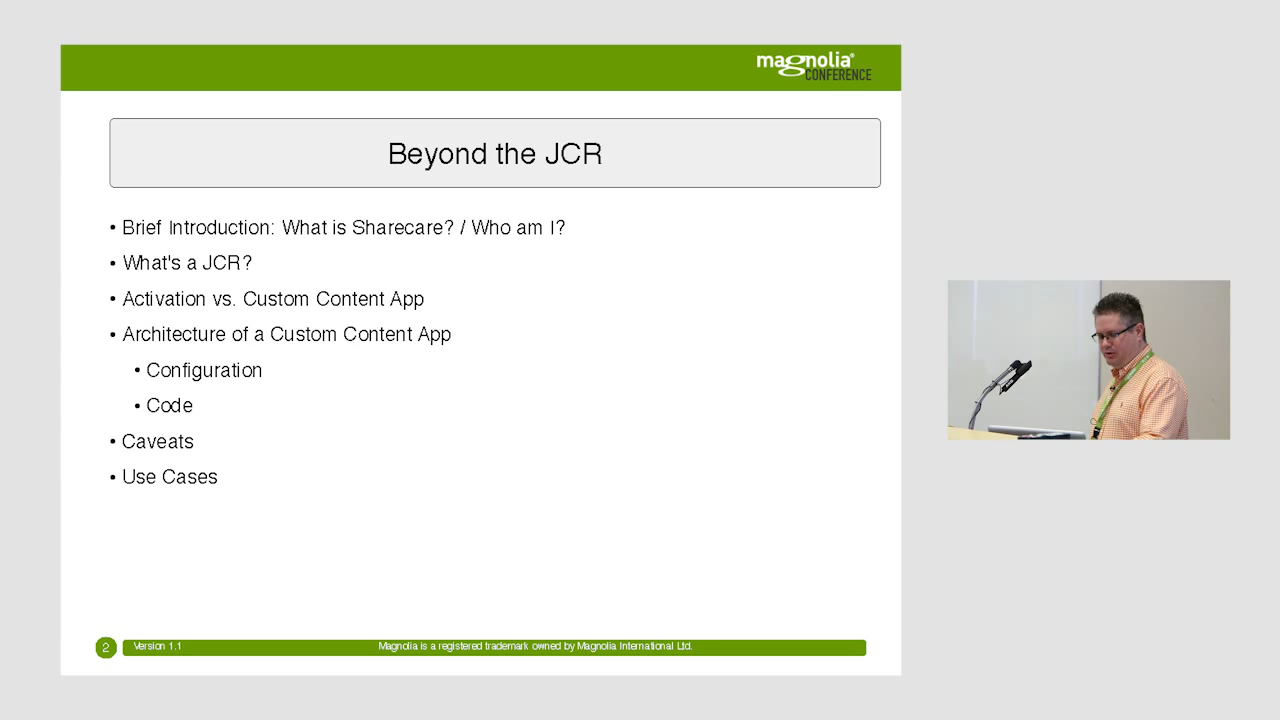 magnolia®
CONFERENCE
Beyond the JCR
• Brief Introduction: What is Sharecare? / Who am I?
• What's a JCR?
• Activation vs. Custom Content App
• Architecture of a Custom Content App
• Configuration
• Code
• Caveats
• Use Cases
2 Version 1.1 Magnolia is a registered trademark owned by Magnolia International Ltd.